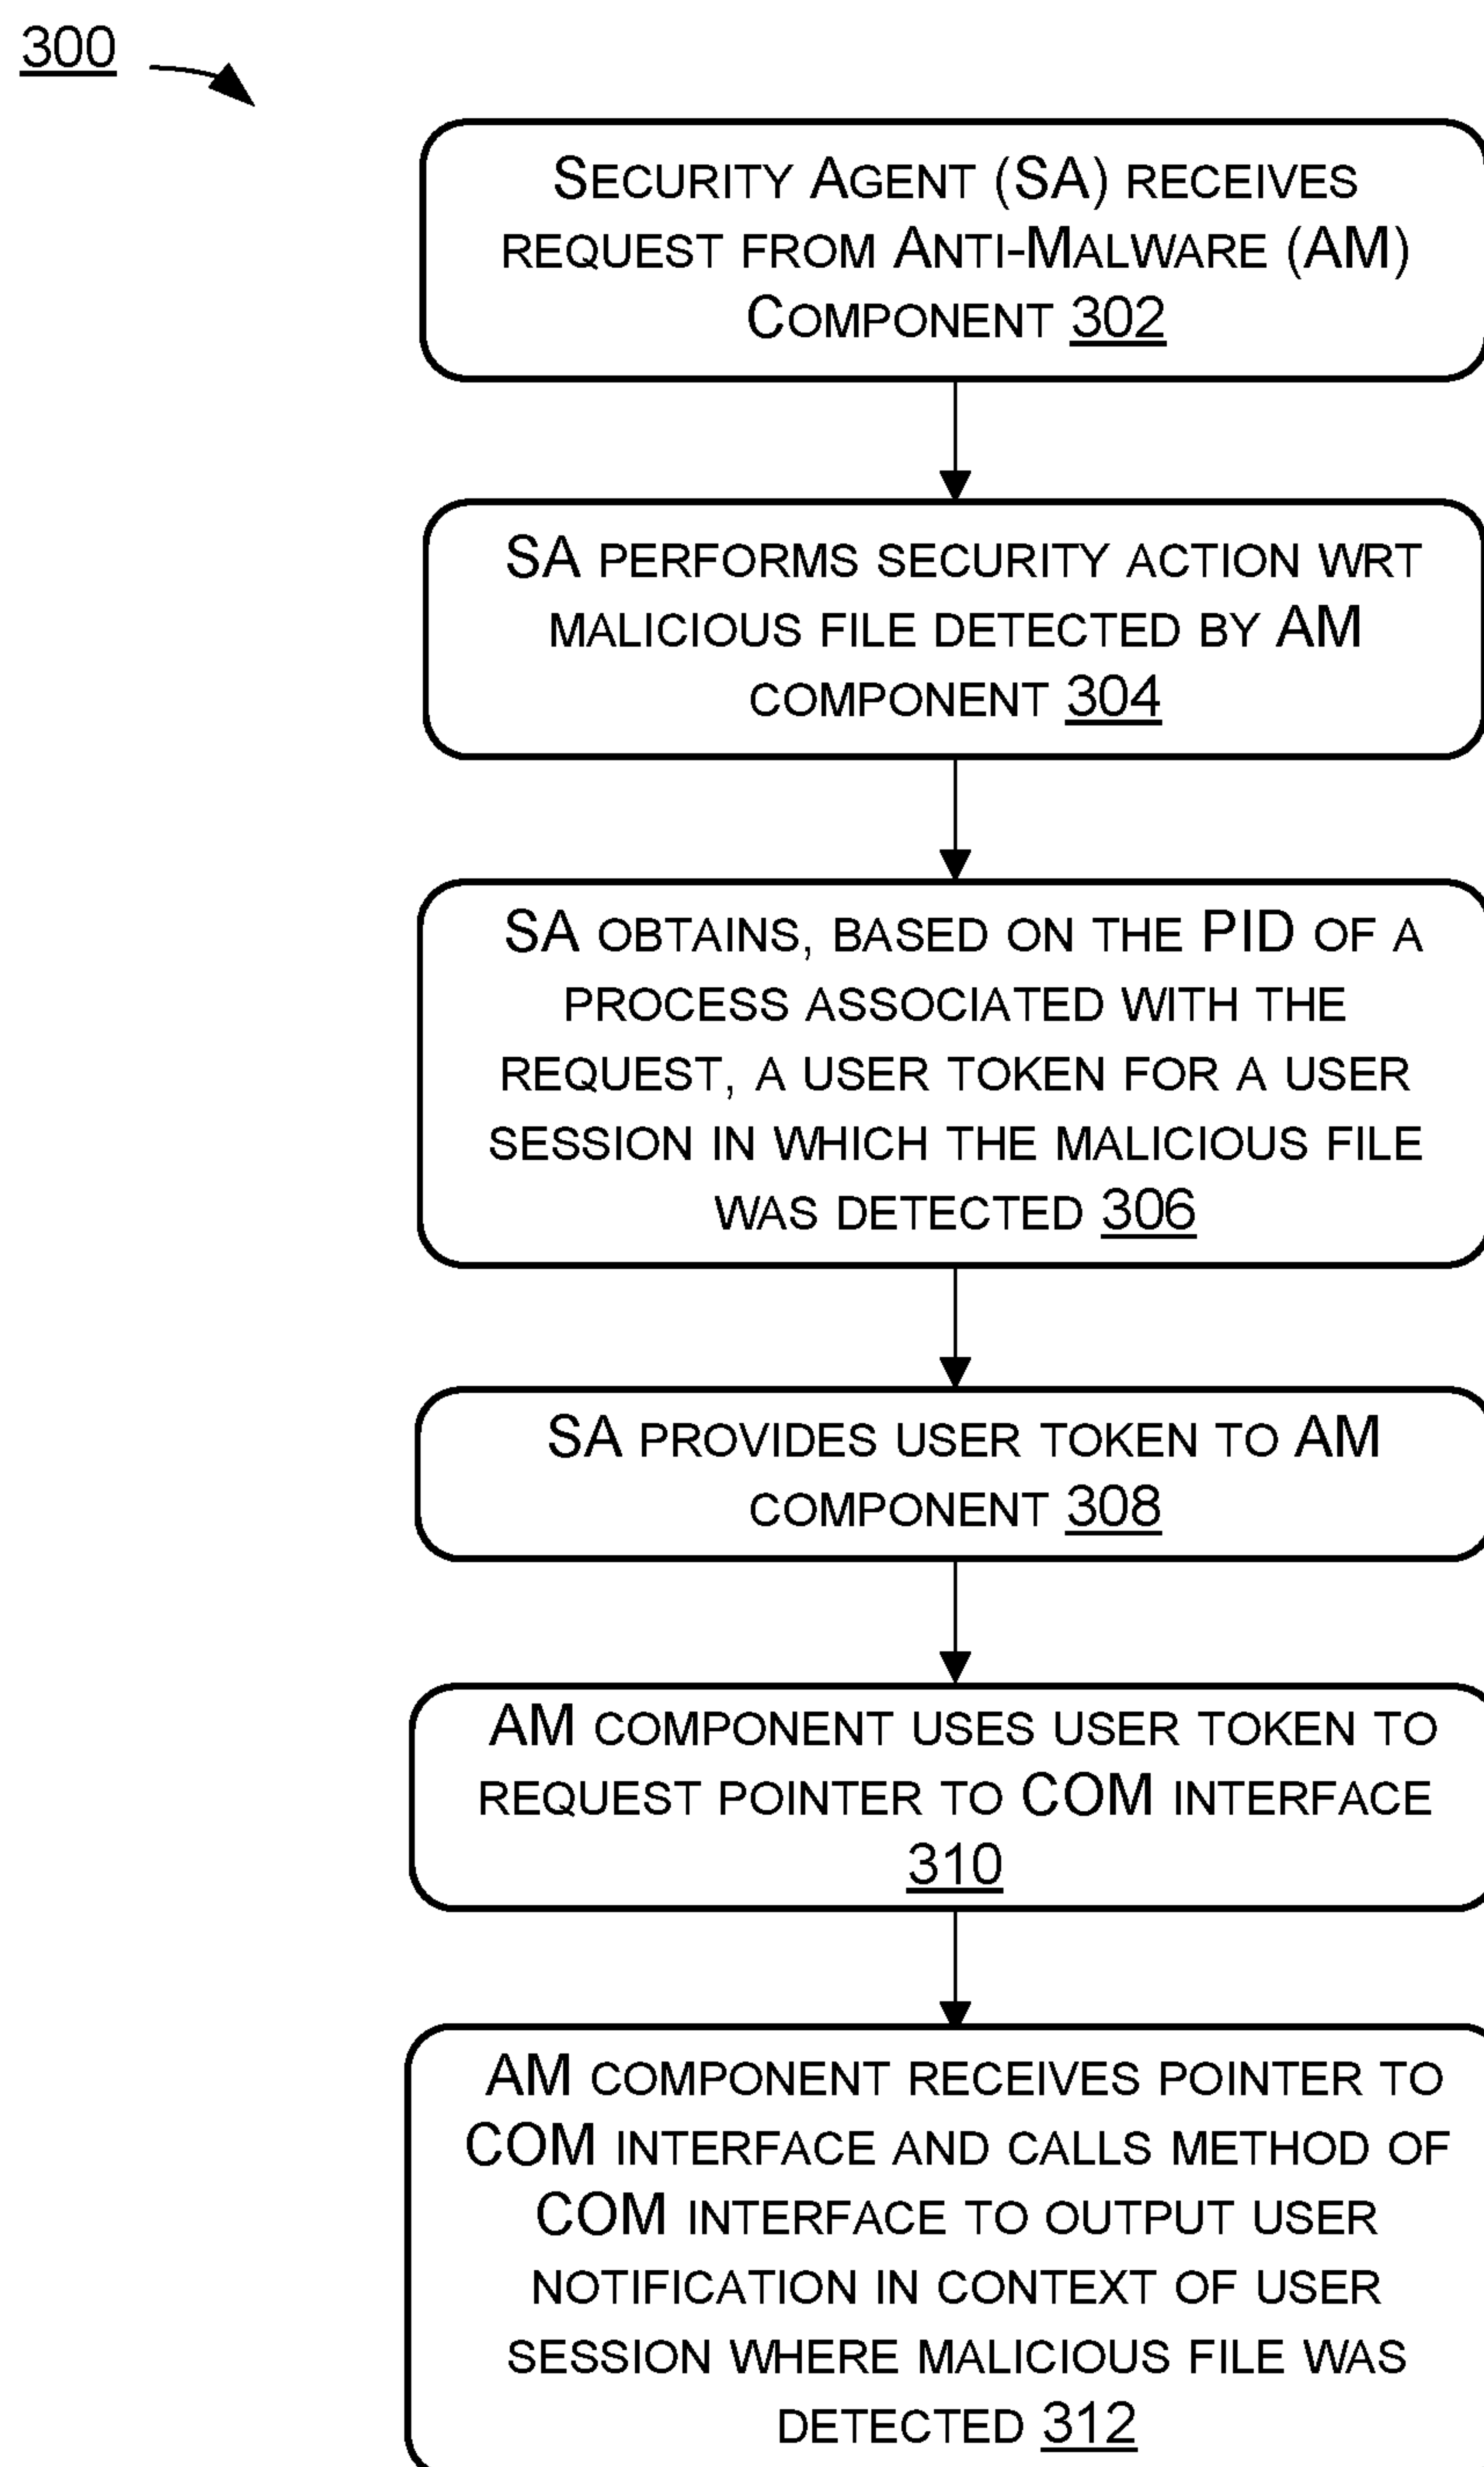 300
Security Agent (SA) receives
request from Anti-Malware (AM)
Component 302
SA performs security action wrt
malicious file detected by AM
component 304
SA obtains, based on the PID of a
process associated with the
request, a user token for a user
session in which the malicious file
was detected 306
SA provides user token to AM
component 308
AM component uses user token to
request pointer to COM interface
310
AM component receives pointer to
COM interface and calls method of
COM interface to output user
notification in context of user
session where malicious file was
detected 312